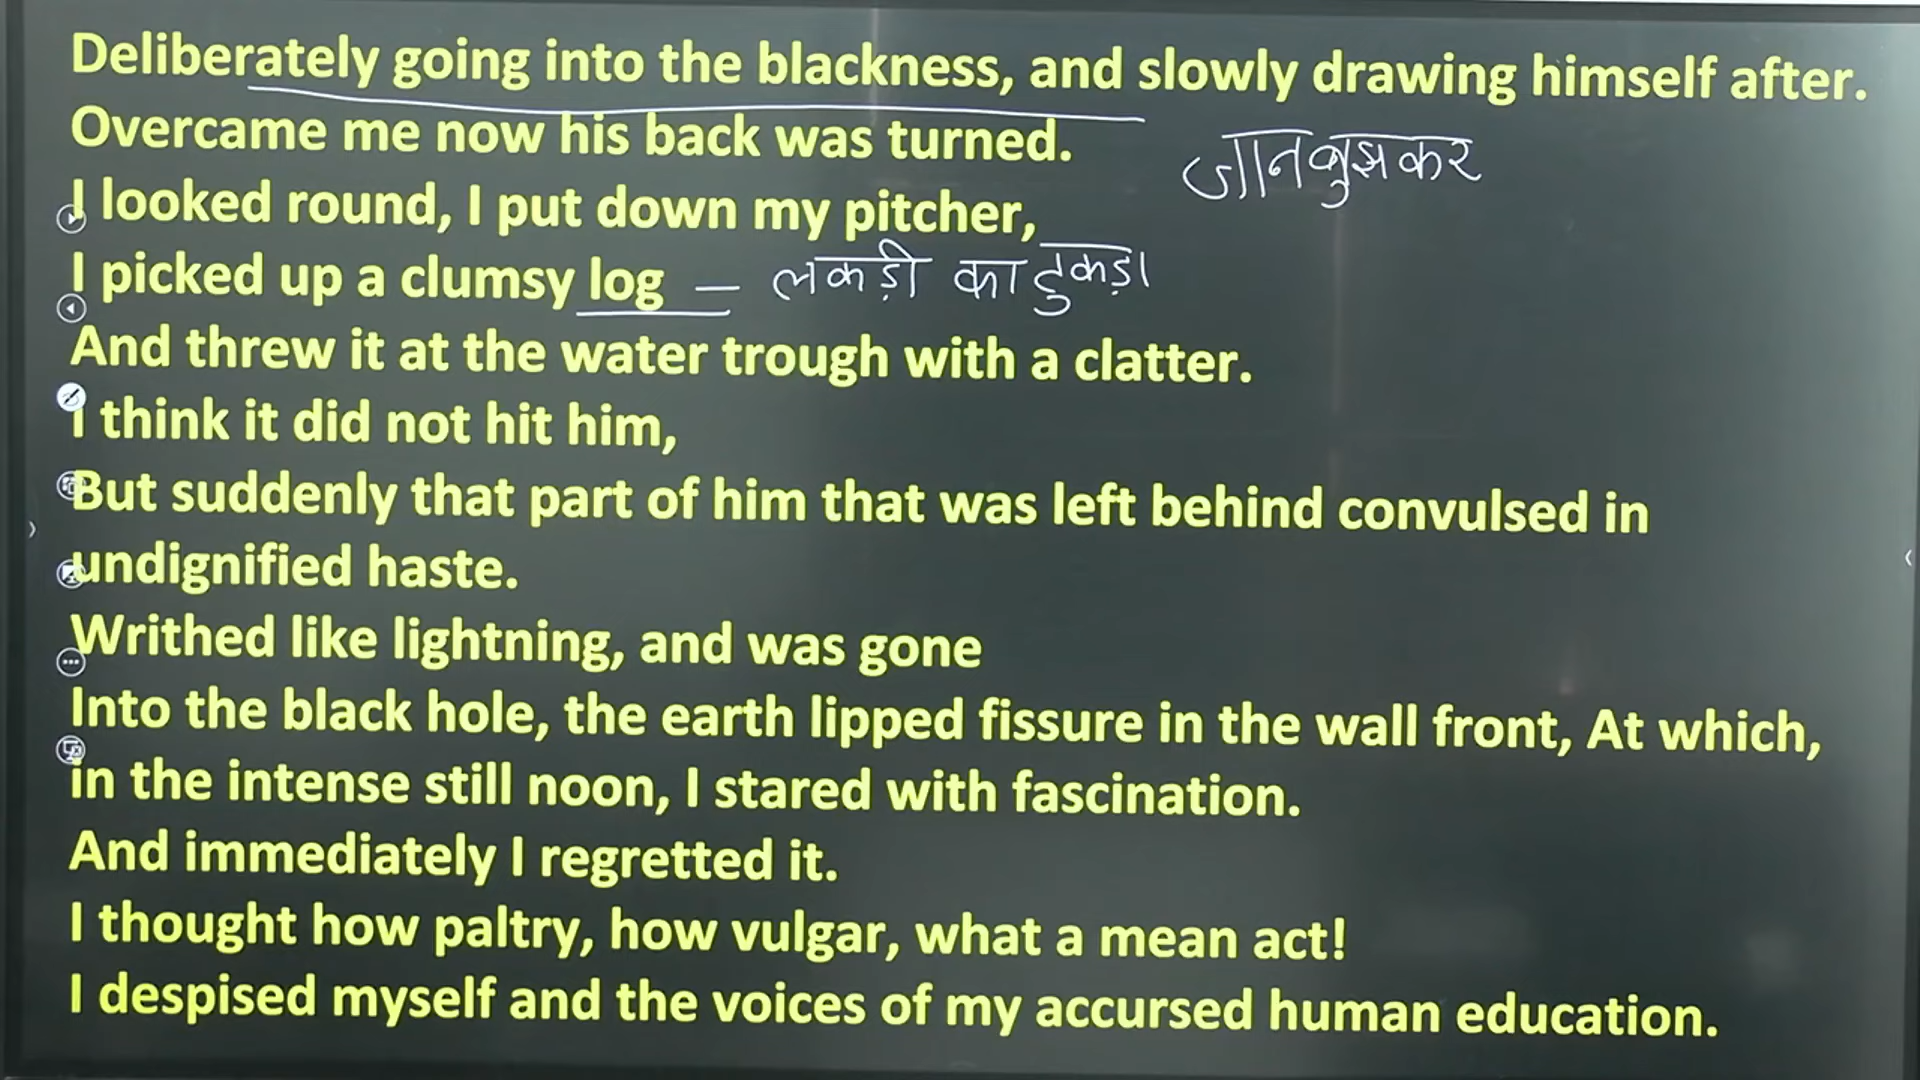 Deliberately going into the blackness, and slowly drawing himself after.
Overcame me now his back was turned.
जानबुझकर
I looked round, I put down my pitcher,
I picked up a clumsy log – लकड़ी का टुकड़ा
And threw it at the water trough with a clatter.
I think it did not hit him,
But suddenly that part of him that was left behind convulsed in
undignified haste.
Writhed like lightning, and was gone
Into the black hole, the earth lipped fissure in the wall front, At which,
in the intense still noon, I stared with fascination.
And immediately I regretted it.
I thought how paltry, how vulgar, what a mean act!
I despised myself and the voices of my accursed human education.